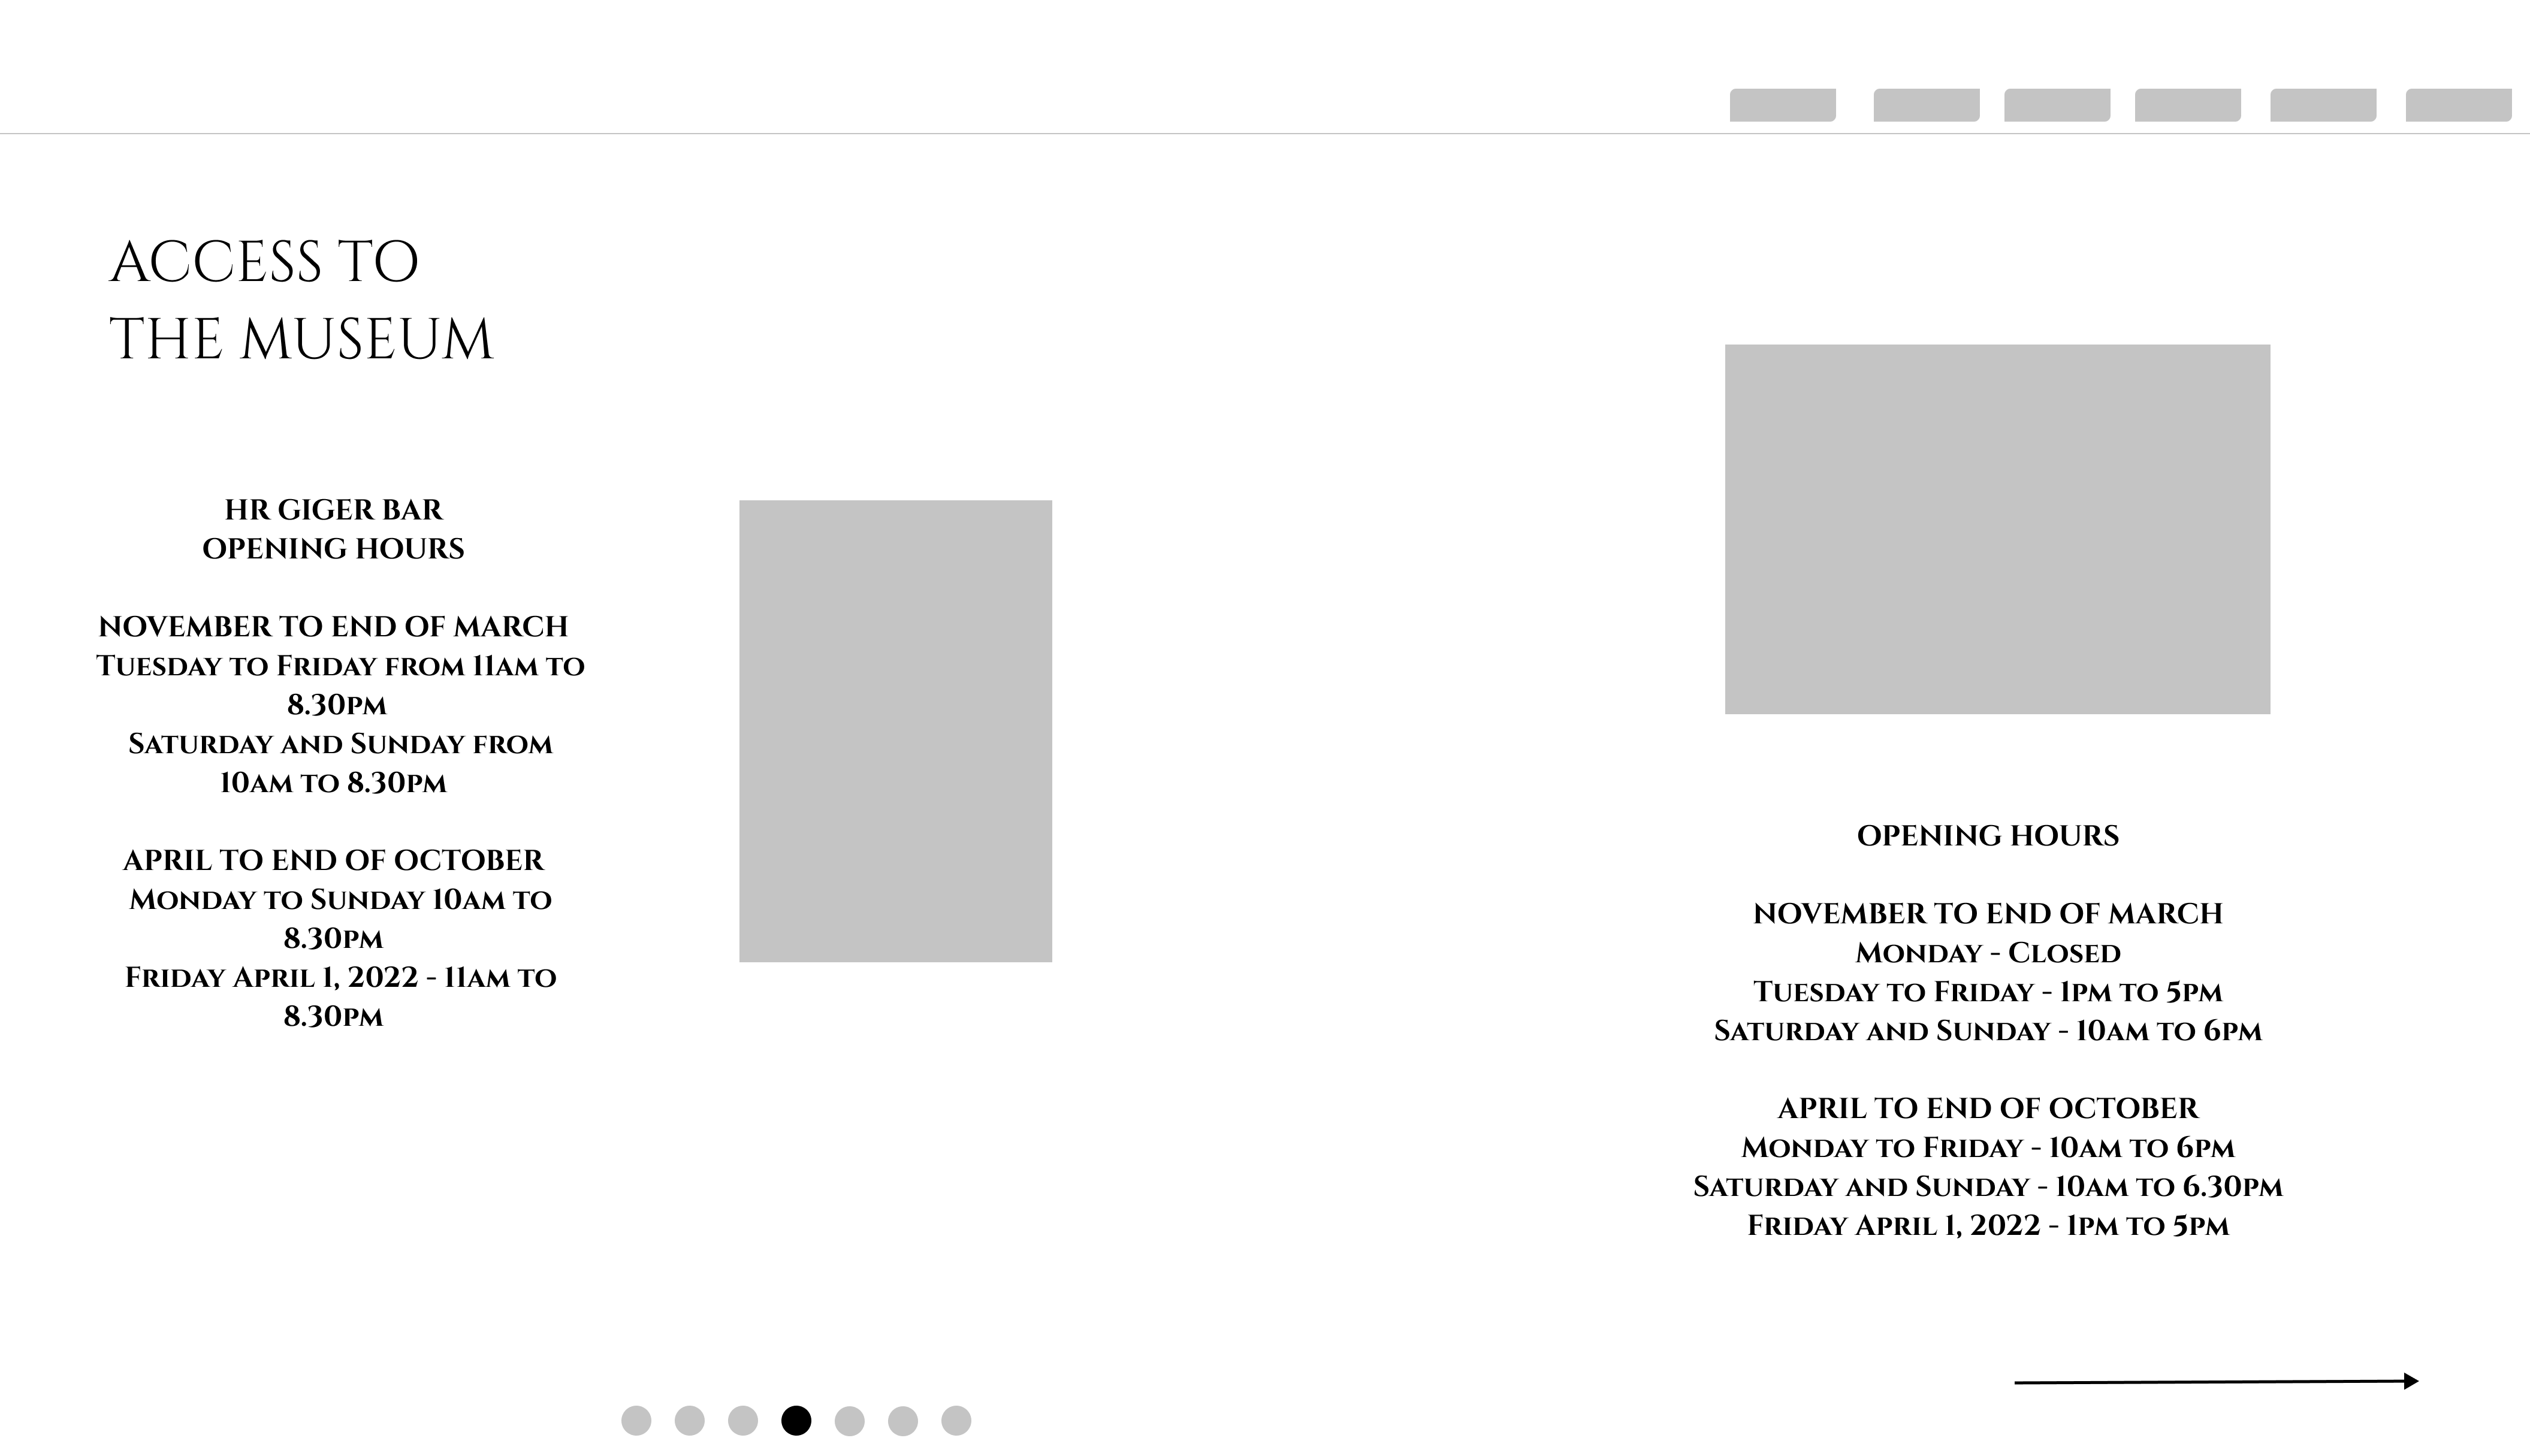 ACCESS TO
THE MUSEUM
HR GIGER BAR
OPENING HOURS
NOVEMBER TO END OF MARCH
Tuesday to Friday from 11am to
8.30pm
Saturday and Sunday from
10am to 8.30pm
APRIL TO END OF OCTOBER
Monday to Sunday 10am to
8.30pm
Friday April 1, 2022 - 11am to
8.30pm
OPENING HOURS
NOVEMBER TO END OF MARCH
Monday - Closed
Tuesday to Friday - 1pm to 5pm
Saturday and Sunday - 10am to 6pm
APRIL TO END OF OCTOBER
Monday to Friday - 10am to 6pm
Saturday and Sunday - 10am to 6.30pm
Friday April 1, 2022 - 1pm to 5pm